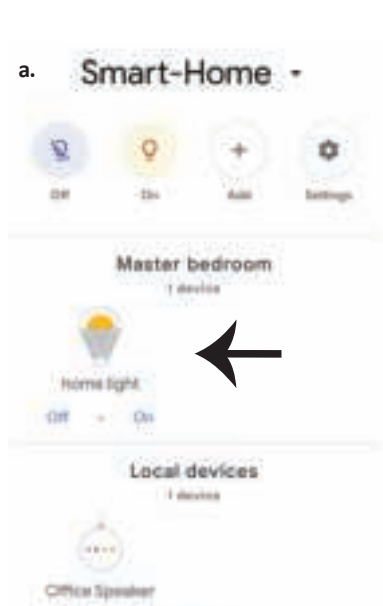 a. Smart-Home
Off On Add Settings
Master bedroom
1 device
home light
Off - On
Local devices
1 device
Office Speaker